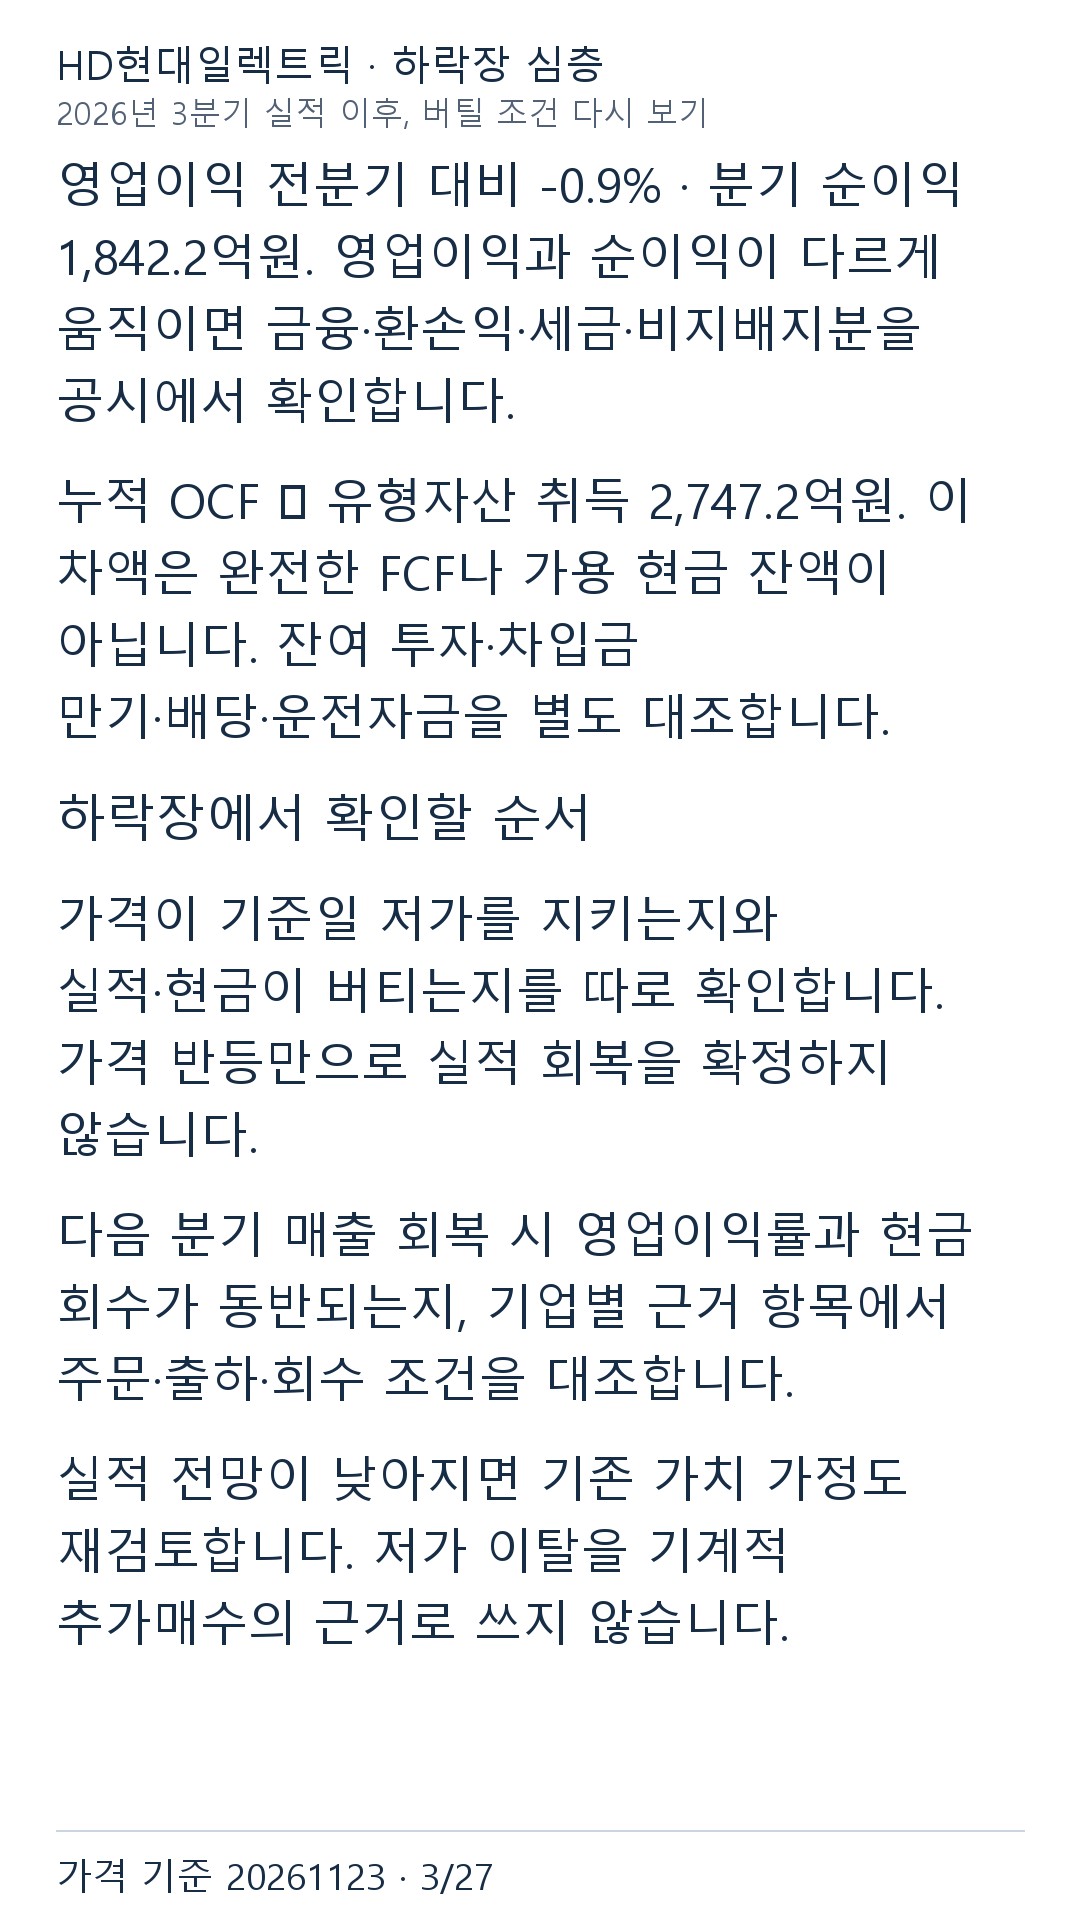 HD현대일렉트릭 · 하락장 심층
2026년 3분기 실적 이후, 버틸 조건 다시 보기
영업이익 전분기 대비 -0.9% · 분기 순이익
1,842.2억원. 영업이익과 순이익이 다르게
움직이면 금융·환손익·세금·비지배지분을
공시에서 확인합니다.
누적 OCF □ 유형자산 취득 2,747.2억원. 이
차액은 완전한 FCF나 가용 현금 잔액이
아닙니다. 잔여 투자·차입금
만기·배당·운전자금을 별도 대조합니다.
하락장에서 확인할 순서
가격이 기준일 저가를 지키는지와
실적·현금이 버티는지를 따로 확인합니다.
가격 반등만으로 실적 회복을 확정하지
않습니다.
다음 분기 매출 회복 시 영업이익률과 현금
회수가 동반되는지, 기업별 근거 항목에서
주문·출하·회수 조건을 대조합니다.
실적 전망이 낮아지면 기존 가치 가정도
재검토합니다. 저가 이탈을 기계적
추가매수의 근거로 쓰지 않습니다.
가격 기준 20261123 · 3/27